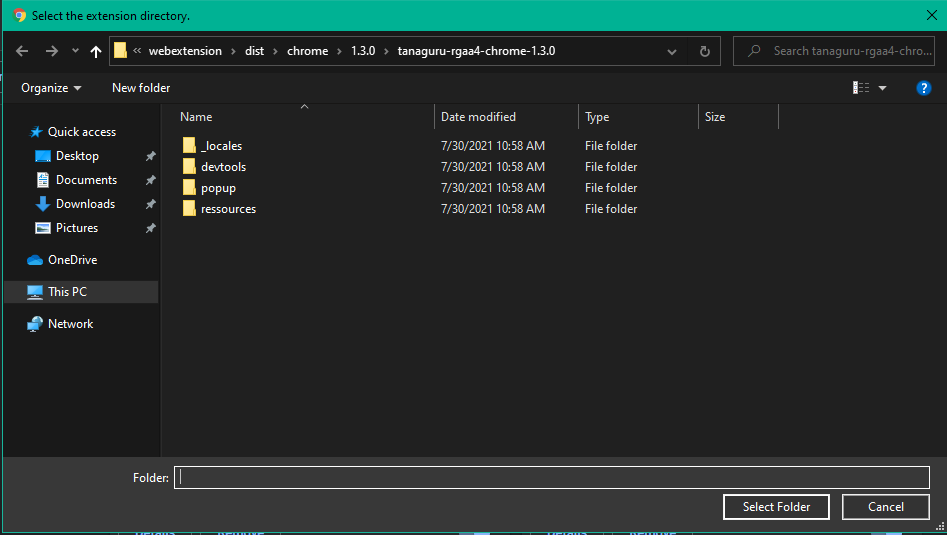 Select the extension directory.
« webextension › dist › chrome › 1.3.0 › tanaguru-rgaa4-chrome-1.3.0
Search tanaguru-rgaa4-chro...
Organize
New folder
?
Name Date modified Type Size
Quick access
Desktop
Documents
Downloads
Pictures
OneDrive
This PC
Network
_locales 7/30/2021 10:58 AM File folder
devtools 7/30/2021 10:58 AM File folder
popup 7/30/2021 10:58 AM File folder
ressources 7/30/2021 10:58 AM File folder
Folder:
Select Folder Cancel